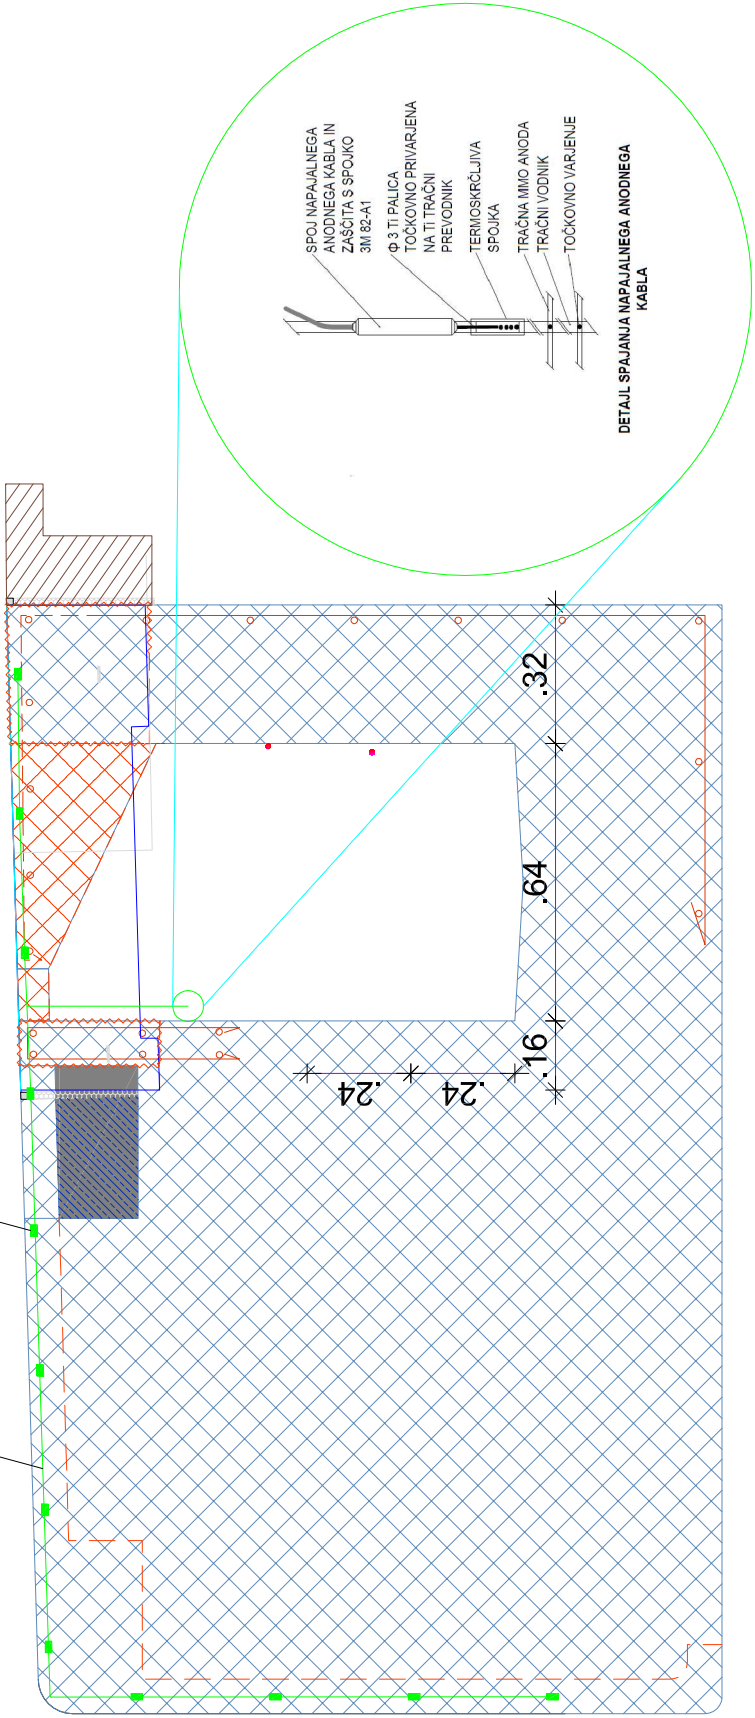 SPOJ NAPAJALNEGA
ANODNEGA KABLA IN
ZAŠČITA S SPOJKO
3M 82-A1
Φ 3 Ti PALICA
TOČKOVNO PRIVARJENA
NA Ti TRAČNI
PREVODNIK
TERMOSKRČLJIVA
SPOJKA
TRAČNA MMO ANODA
TRAČNI VODNIK
TOČKOVNO VARJENJE
DETAJL SPAJANJA NAPAJALNEGA ANODNEGA
KABLA
.32
.64
.16
.24
.24